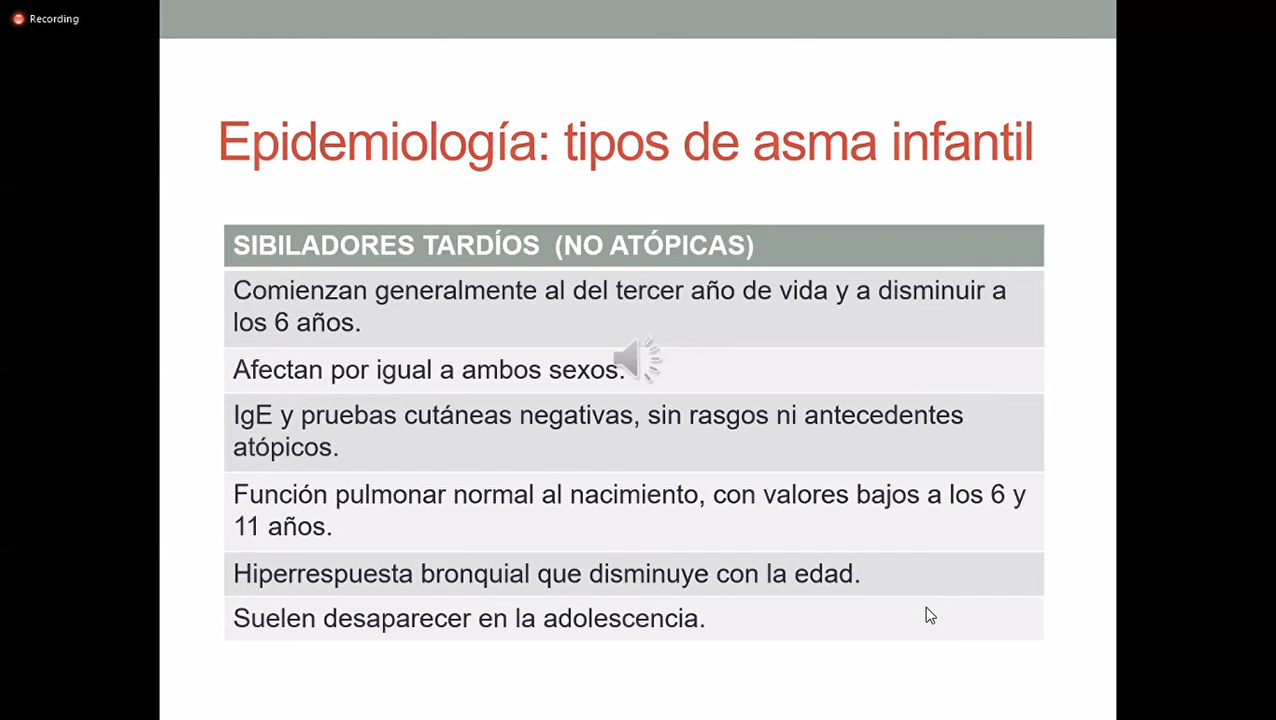 Recording
Epidemiología: tipos de asma infantil
SIBILADORES TARDÍOS (NO ATÓPICAS)
Comienzan generalmente al del tercer año de vida y a disminuir a
los 6 años.
Afectan por igual a ambos sexos.
IgE y pruebas cutáneas negativas, sin rasgos ni antecedentes
atópicos.
Función pulmonar normal al nacimiento, con valores bajos a los 6 y
11 años.
Hiperrespuesta bronquial que disminuye con la edad.
Suelen desaparecer en la adolescencia.